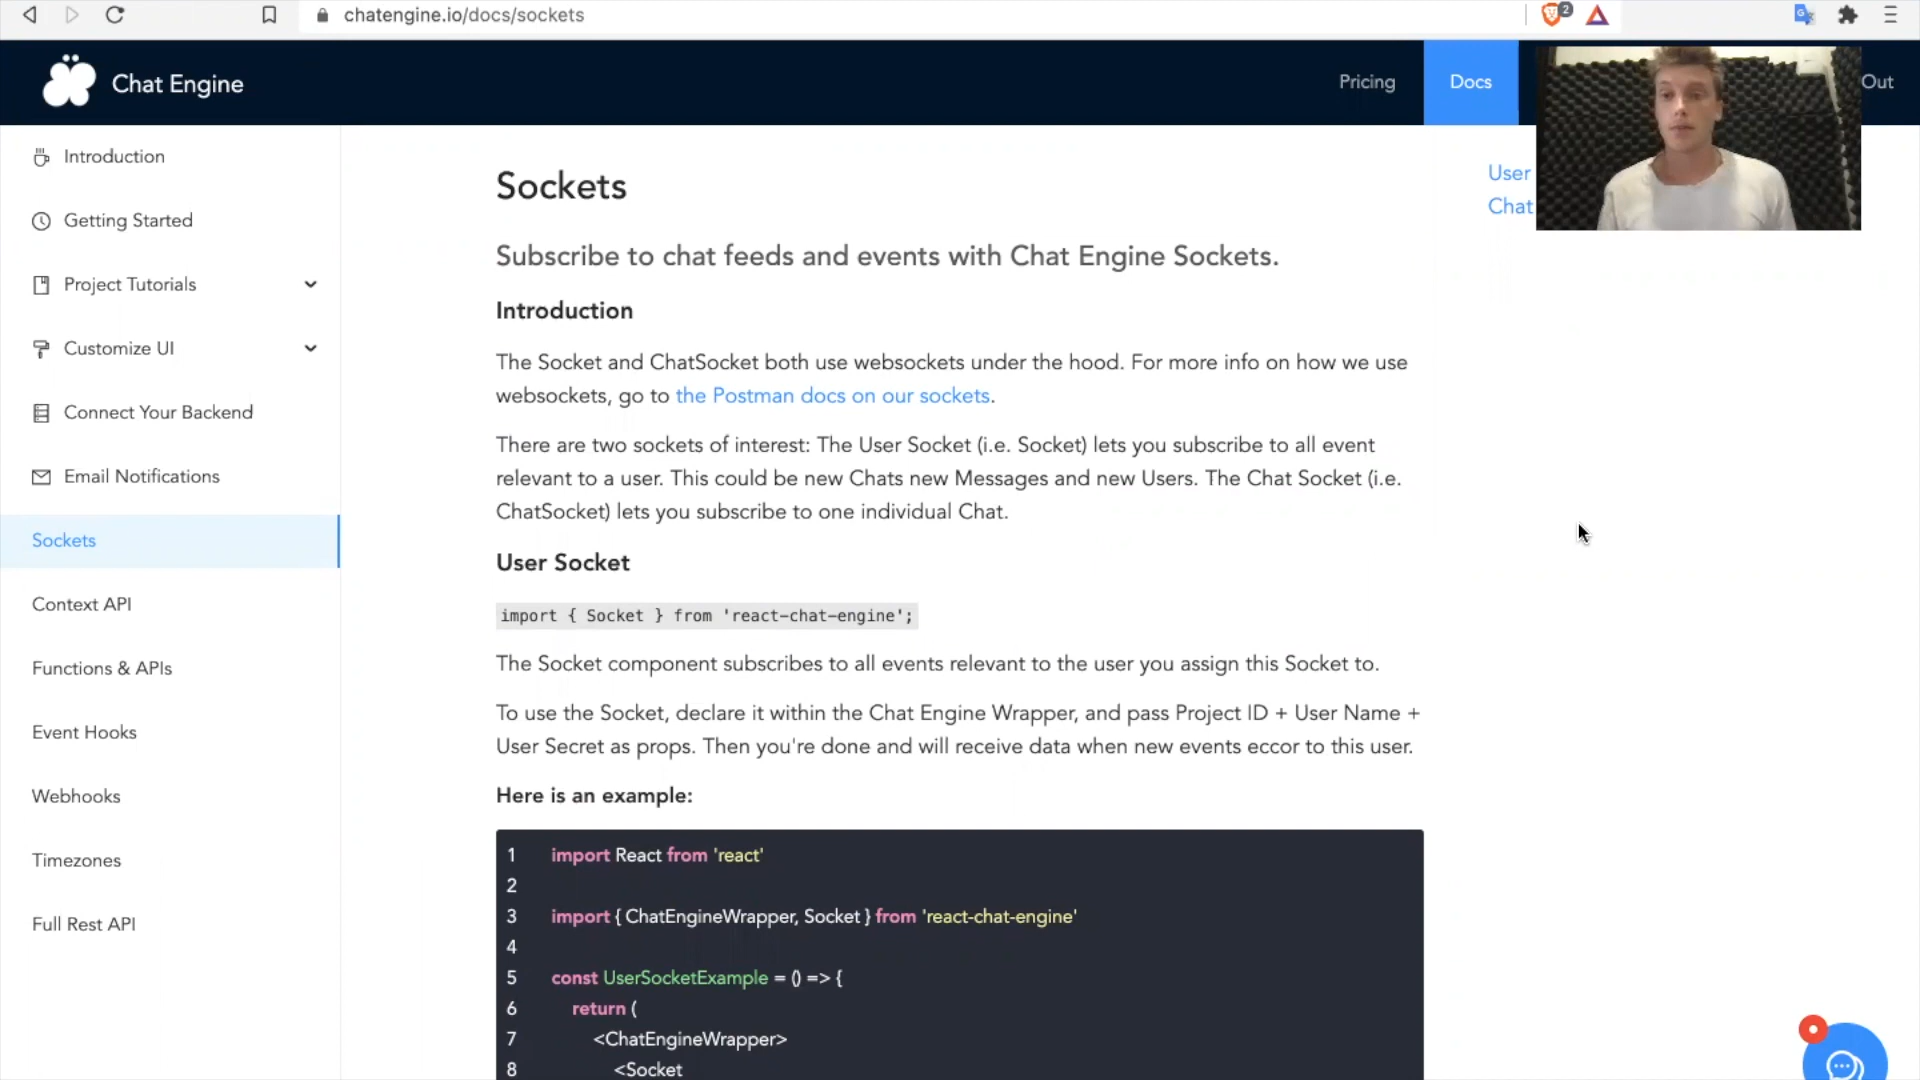 chatengine.io/docs/sockets
2
Chat Engine
Pricing
Docs
Out
Introduction
Getting Started
Project Tutorials
Customize UI
Connect Your Backend
Email Notifications
Sockets
Context API
Functions & APIs
Event Hooks
Webhooks
Timezones
Full Rest API
Sockets
Subscribe to chat feeds and events with Chat Engine Sockets.
Introduction
The Socket and ChatSocket both use websockets under the hood. For more info on how we use
websockets, go to the Postman docs on our sockets.
There are two sockets of interest: The User Socket (i.e. Socket) lets you subscribe to all event
relevant to a user. This could be new Chats new Messages and new Users. The Chat Socket (i.e.
ChatSocket) lets you subscribe to one individual Chat.
User Socket
import { Socket } from 'react-chat-engine';
The Socket component subscribes to all events relevant to the user you assign this Socket to.
To use the Socket, declare it within the Chat Engine Wrapper, and pass Project ID + User Name +
User Secret as props. Then you're done and will receive data when new events eccor to this user.
Here is an example:
1 import React from 'react'
2
3 import { ChatEngineWrapper, Socket } from 'react-chat-engine'
4
5 const UserSocketExample = () => {
6 return (
7 <ChatEngineWrapper>
8 <Socket
User
Chat